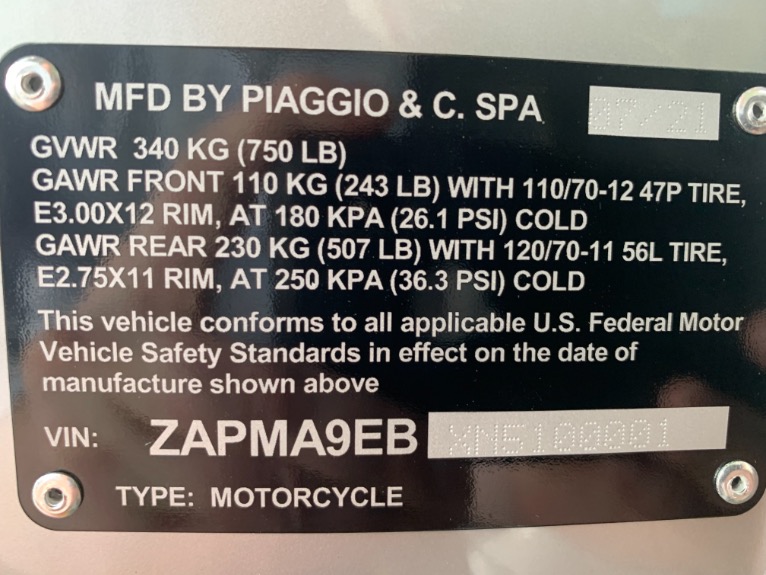 MFD BY PIAGGIO & C. SPA 07/21
GVWR 340 KG (750 LB)
GAWR FRONT 110 KG (243 LB) WITH 110/70-12 47P TIRE,
E3.00X12 RIM, AT 180 KPA (26.1 PSI) COLD
GAWR REAR 230 KG (507 LB) WITH 120/70-11 56L TIRE,
E2.75X11 RIM, AT 250 KPA (36.3 PSI) COLD
This vehicle conforms to all applicable U.S. Federal Motor
Vehicle Safety Standards in effect on the date of
manufacture shown above
VIN: ZAPMA9EB XN5100001
TYPE: MOTORCYCLE